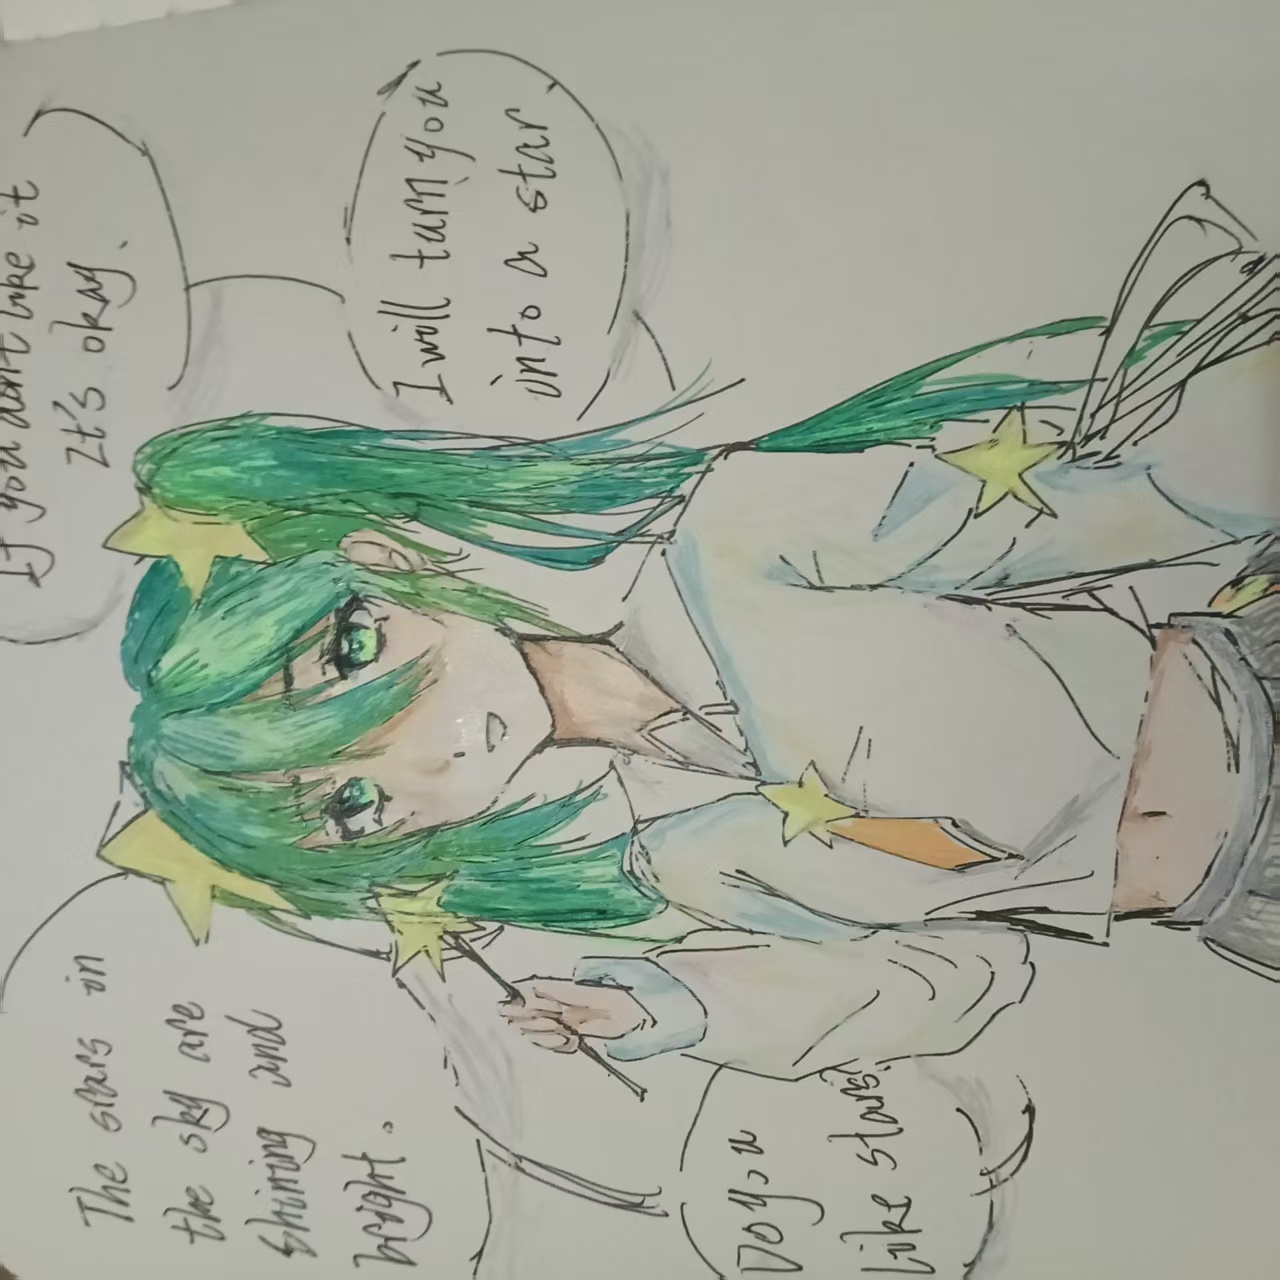 The stars in
the sky are
shining and
bright.
Do you
Like stars?
If you don't like it
It's okay.
I will turn you
into a star